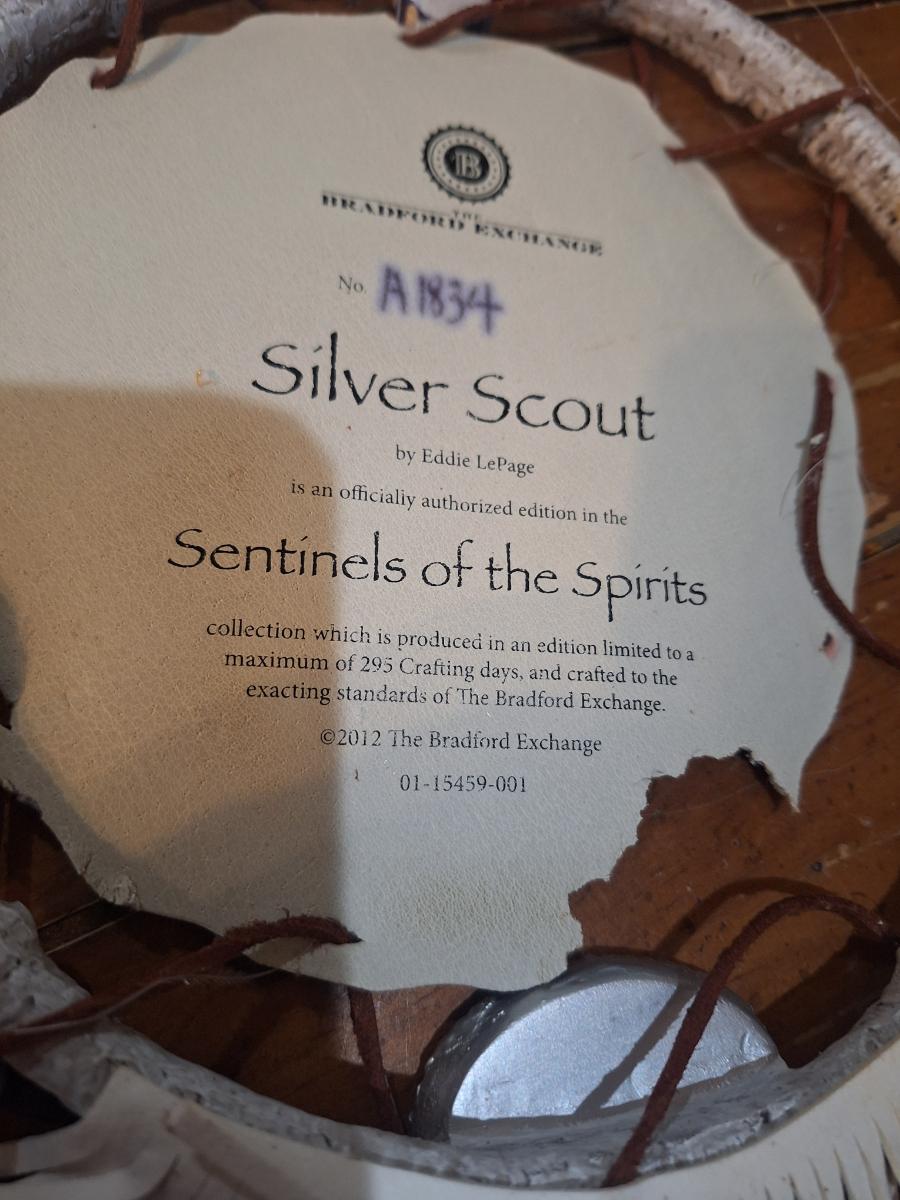 B
THE
BRADFORD EXCHANGE
No. A1834
Silver Scout
by Eddie LePage
is an officially authorized edition in the
Sentinels of the Spirits
collection which is produced in an edition limited to a
maximum of 295 Crafting days, and crafted to the
exacting standards of The Bradford Exchange.
©2012 The Bradford Exchange
01-15459-001